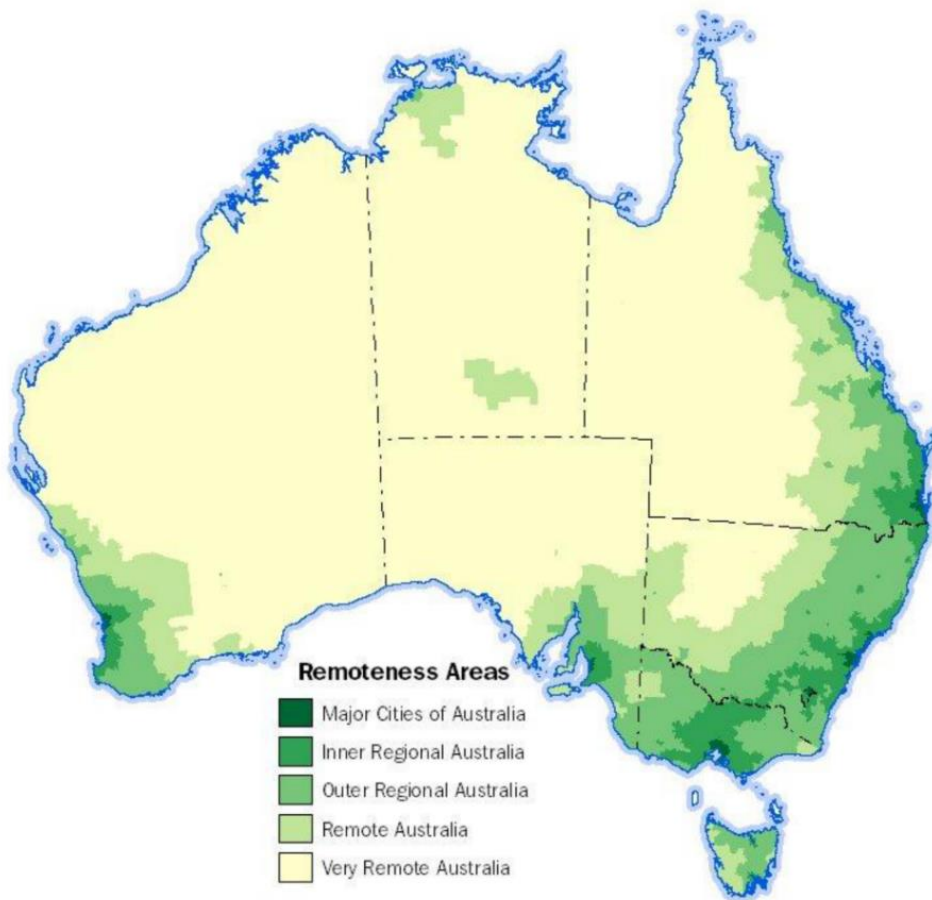 Remoteness Areas
Major Cities of Australia
Inner Regional Australia
Outer Regional Australia
Remote Australia
Very Remote Australia